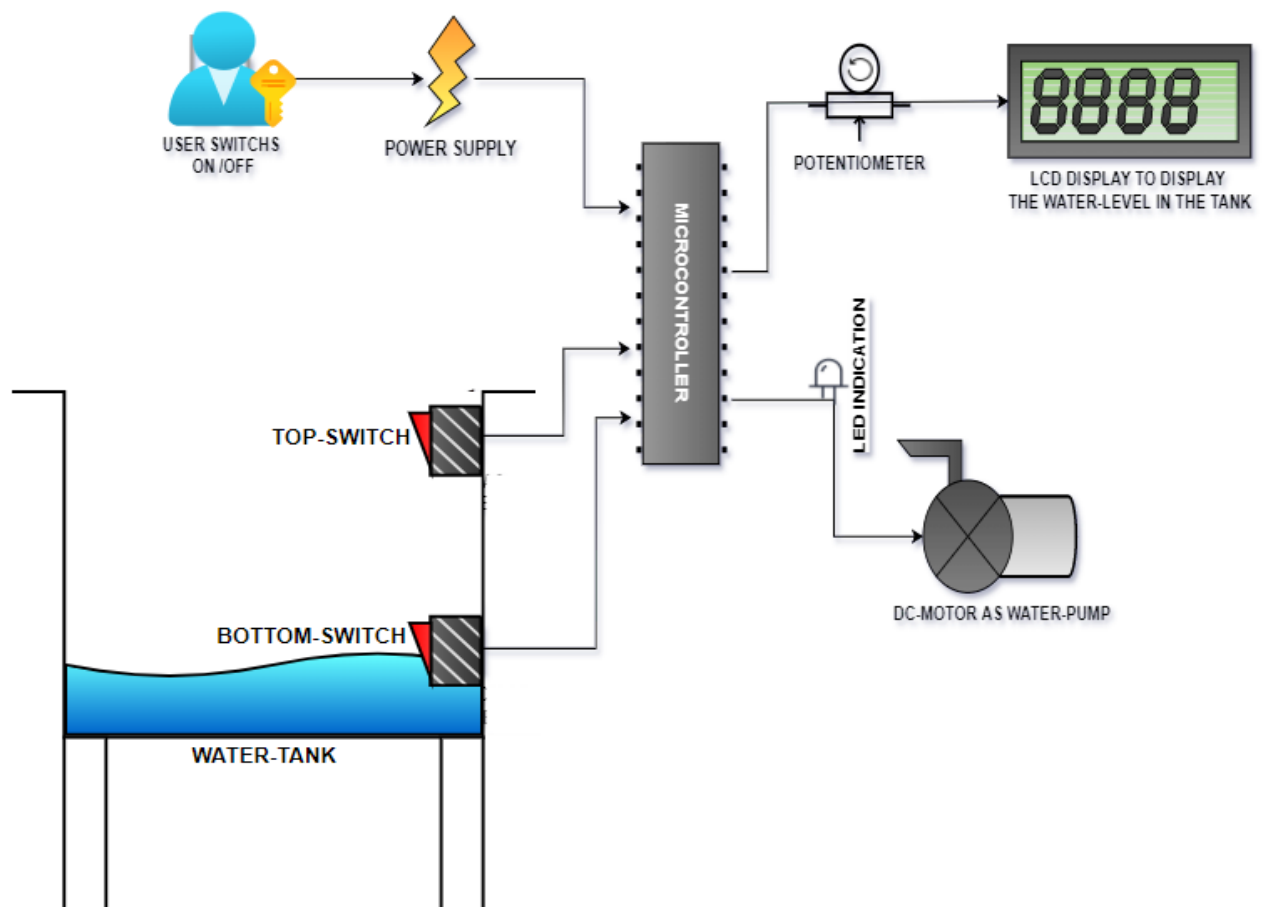 USER SWITCHS
ON /OFF
POWER SUPPLY
POTENTIOMETER
8888
LCD DISPLAY TO DISPLAY
THE WATER-LEVEL IN THE TANK
MICROCONTROLLER
LED INDICATION
TOP-SWITCH
DC-MOTOR AS WATER-PUMP
BOTTOM-SWITCH
WATER-TANK